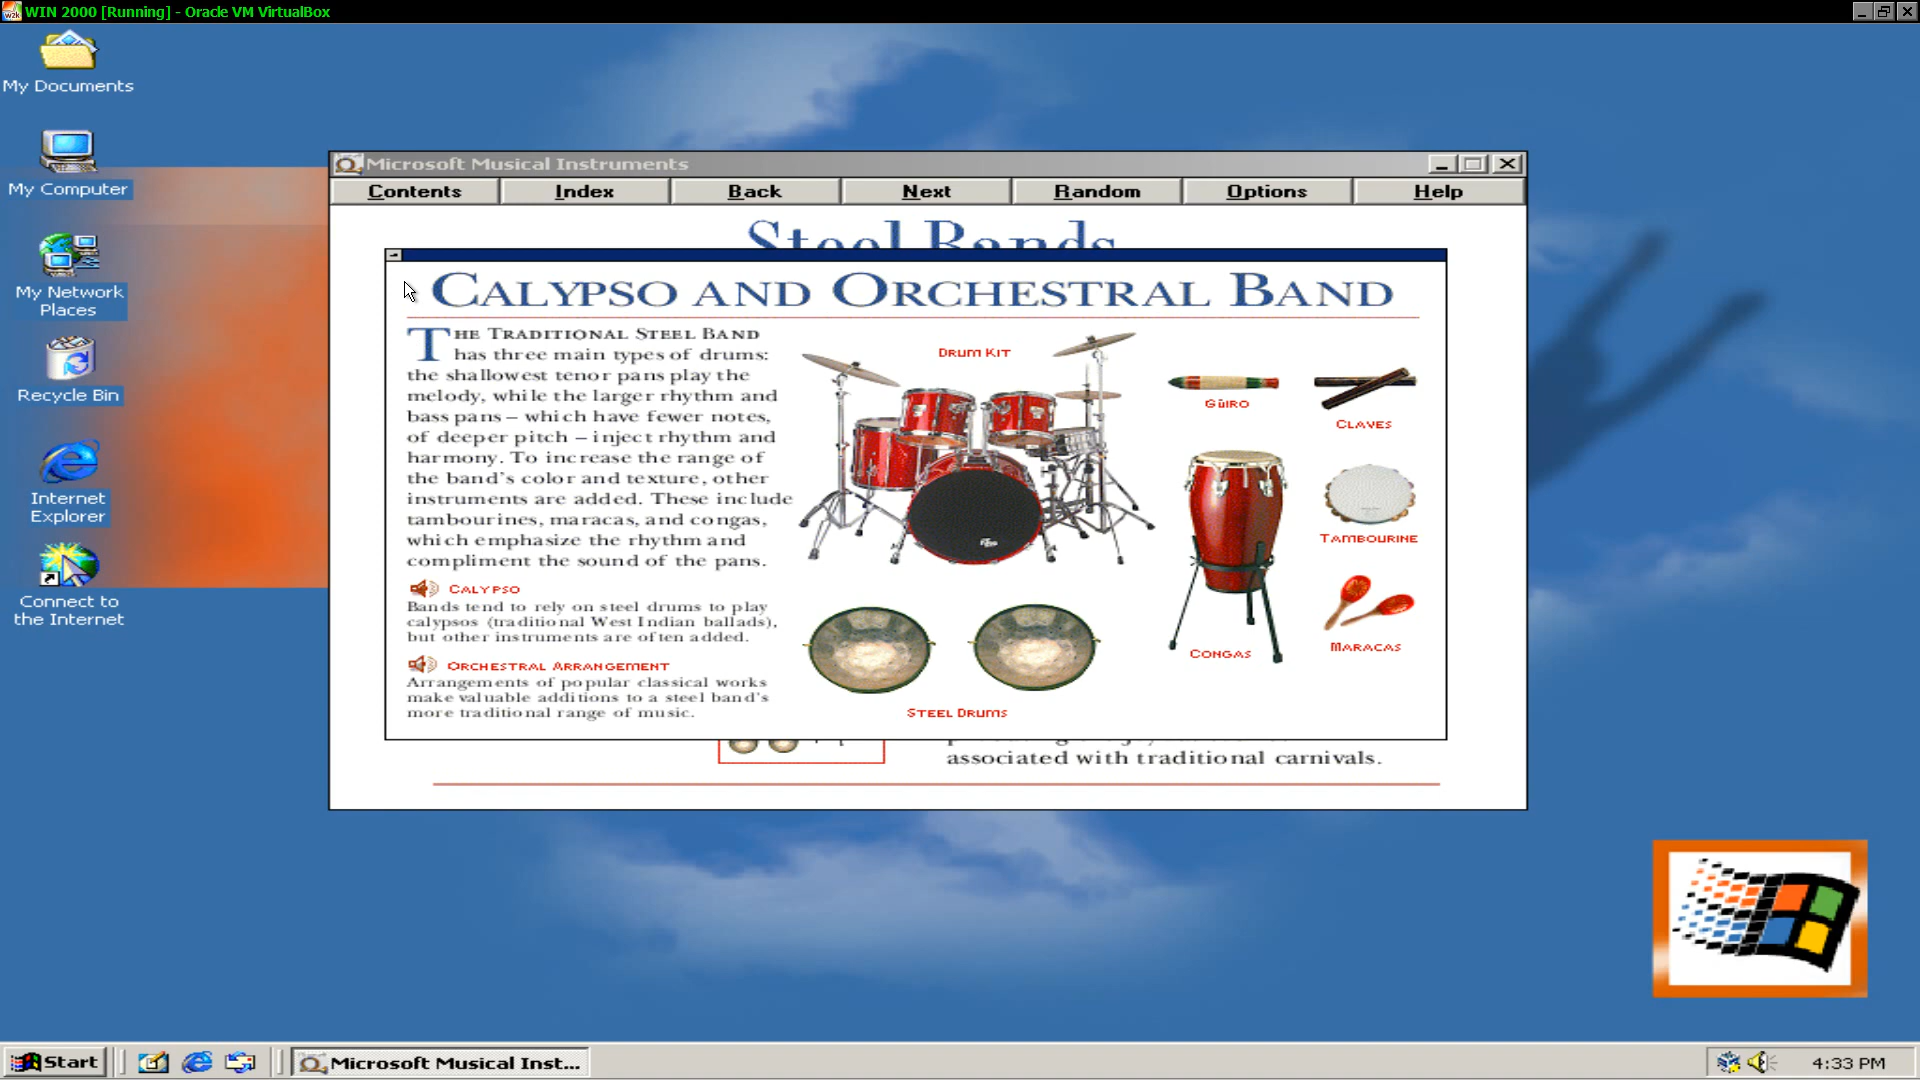 WIN 2000 [Running] - Oracle VM VirtualBox
My Documents
My Computer
My Network
Places
Recycle Bin
Internet
Explorer
Connect to
the Internet
Microsoft Musical Instruments
Contents Index Back Next Random Options Help
Steel Bands
CALYPSO AND ORCHESTRAL BAND
THE TRADITIONAL STEEL BAND
has three main types of drums:
the shallowest tenor pans play the
melody, while the larger rhythm and
bass pans – which have fewer notes,
of deeper pitch – inject rhythm and
harmony. To increase the range of
the band's color and texture, other
instruments are added. These include
tambourines, maracas, and congas,
which emphasize the rhythm and
compliment the sound of the pans.
CALYPSO
Bands tend to rely on steel drums to play
calypsos (traditional West Indian ballads),
but other instruments are often added.
ORCHESTRAL ARRANGEMENT
Arrangements of popular classical works
make valuable additions to a steel band's
more traditional range of music.
DRUM KIT
GÜIRO
CLAVES
TAMBOURINE
CONGAS
MARACAS
STEEL DRUMS
associated with traditional carnivals.
Start
Microsoft Musical Inst...
4:33 PM